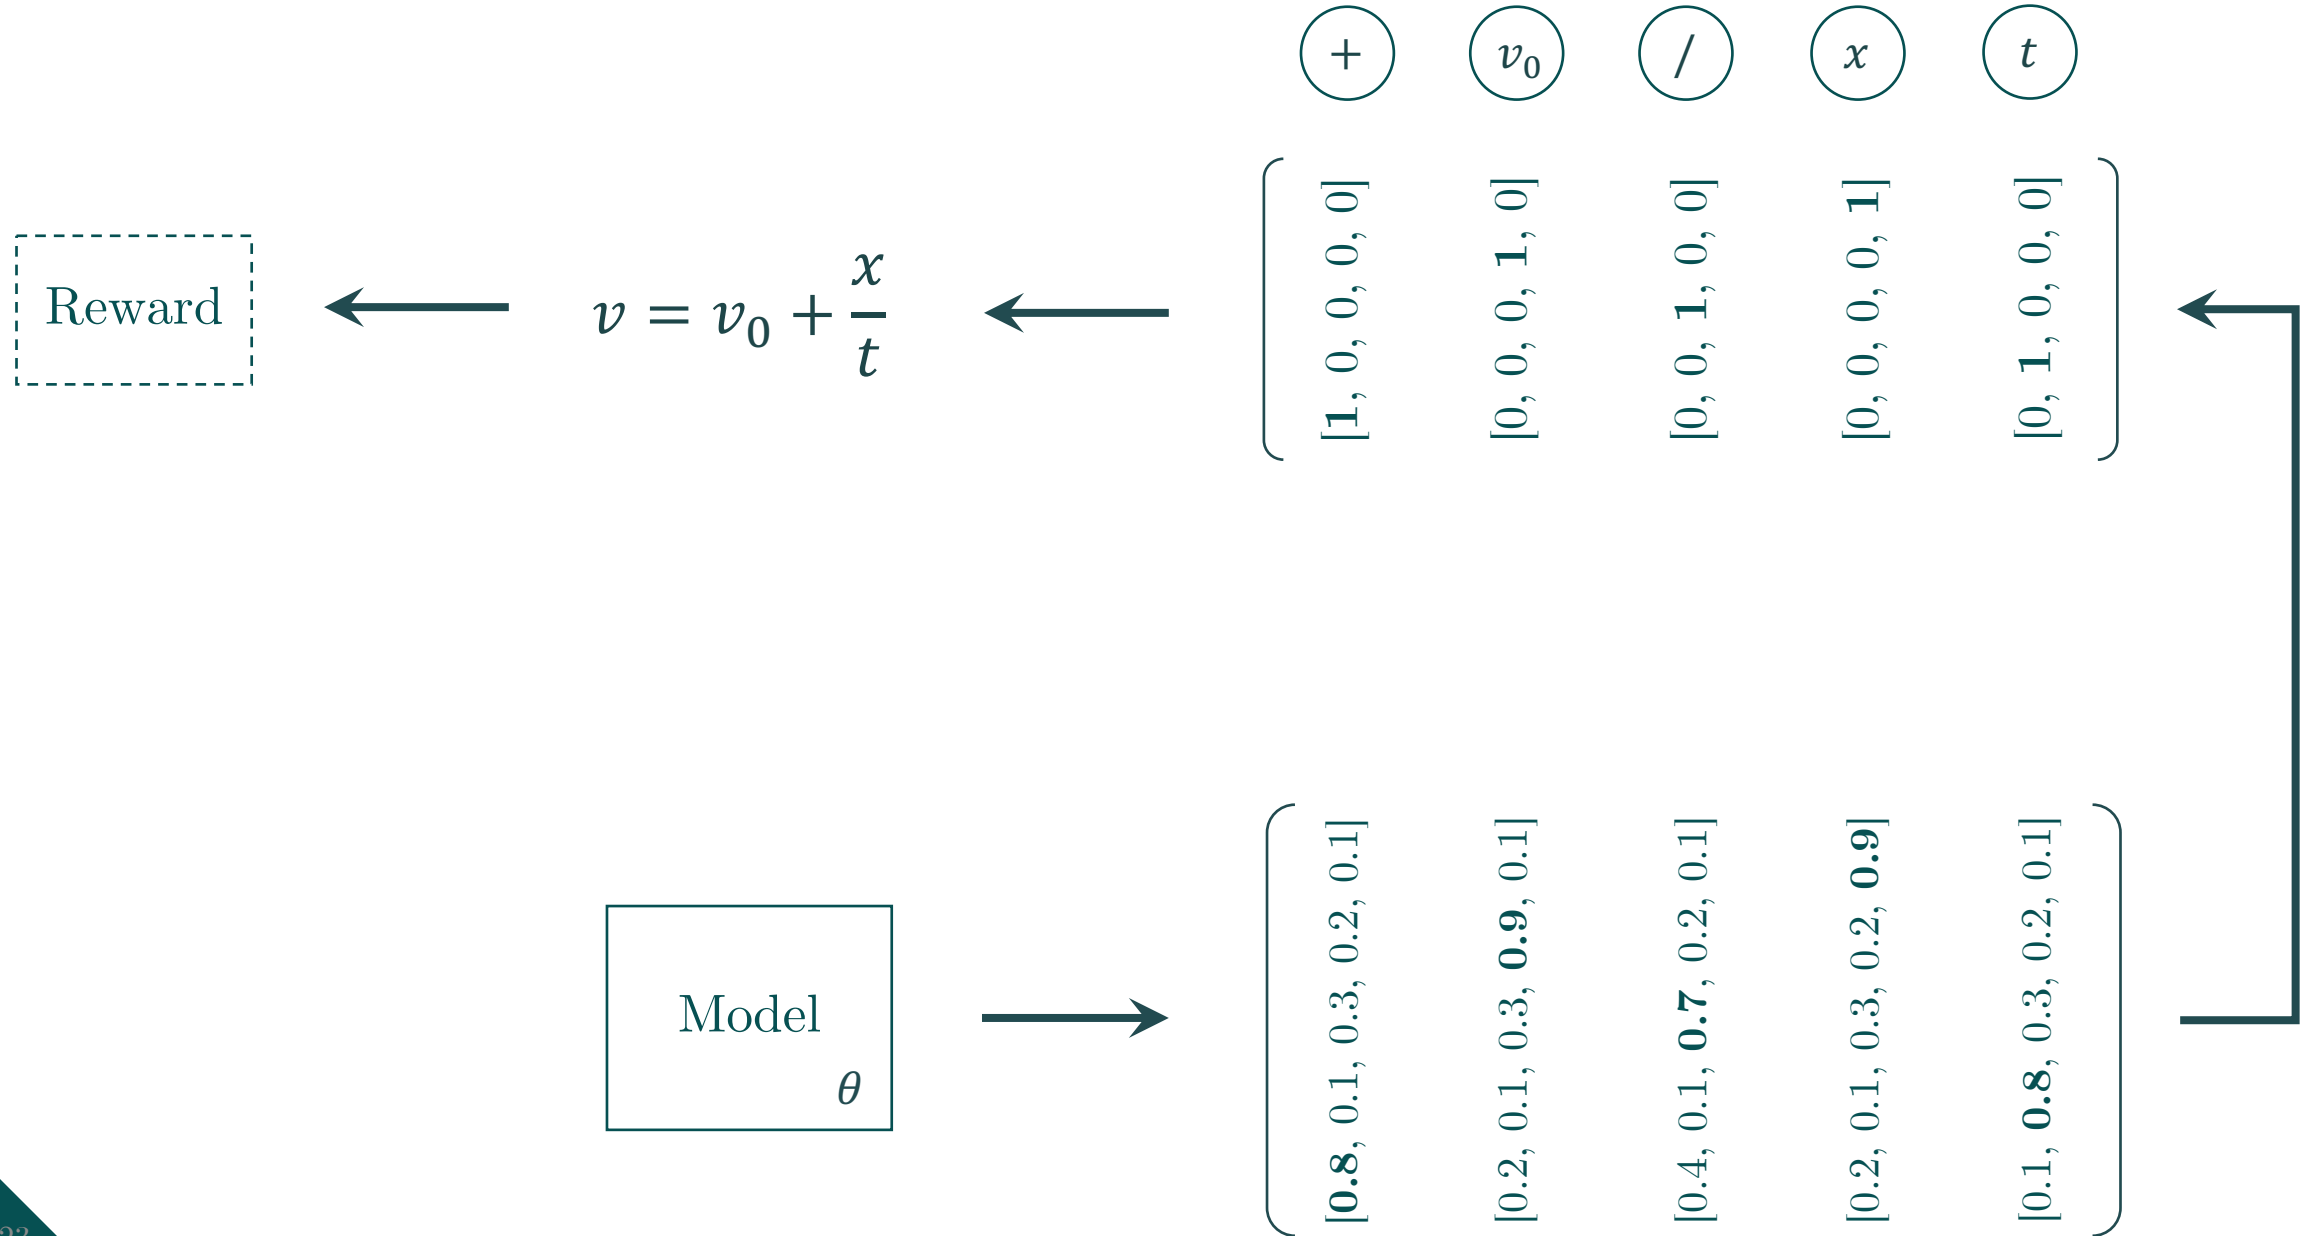 + v₀ / x t
[1, 0, 0, 0, 0]
[0, 0, 0, 1, 0]
[0, 0, 1, 0, 0]
[0, 0, 0, 0, 1]
[0, 1, 0, 0, 0]
Reward
v = v₀ + x/t
Model
θ
[0.8, 0.1, 0.3, 0.2, 0.1]
[0.2, 0.1, 0.3, 0.9, 0.1]
[0.4, 0.1, 0.7, 0.2, 0.1]
[0.2, 0.1, 0.3, 0.2, 0.9]
[0.1, 0.8, 0.3, 0.2, 0.1]